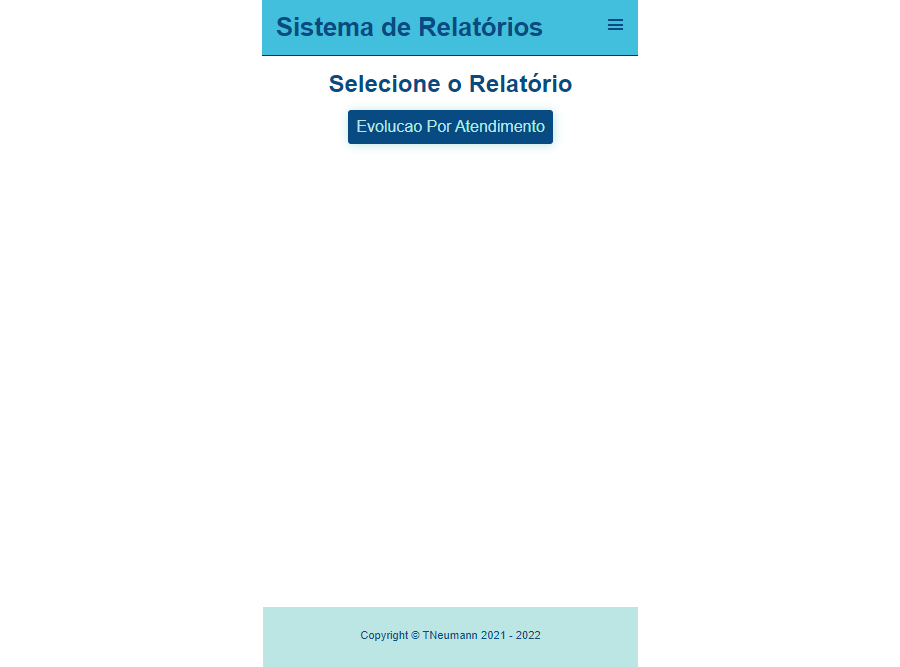 Sistema de Relatórios
Selecione o Relatório
Evolucao Por Atendimento
Copyright © TNeumann 2021 - 2022